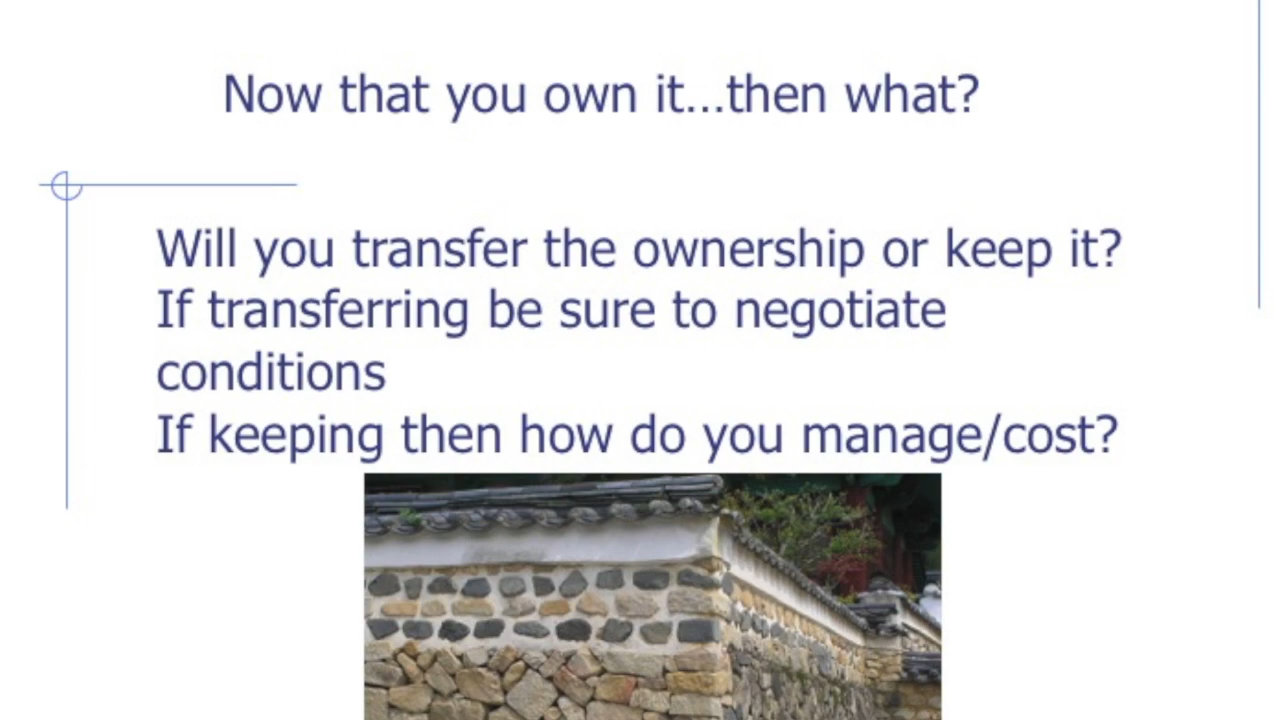 Now that you own it...then what?
Will you transfer the ownership or keep it?
If transferring be sure to negotiate
conditions
If keeping then how do you manage/cost?